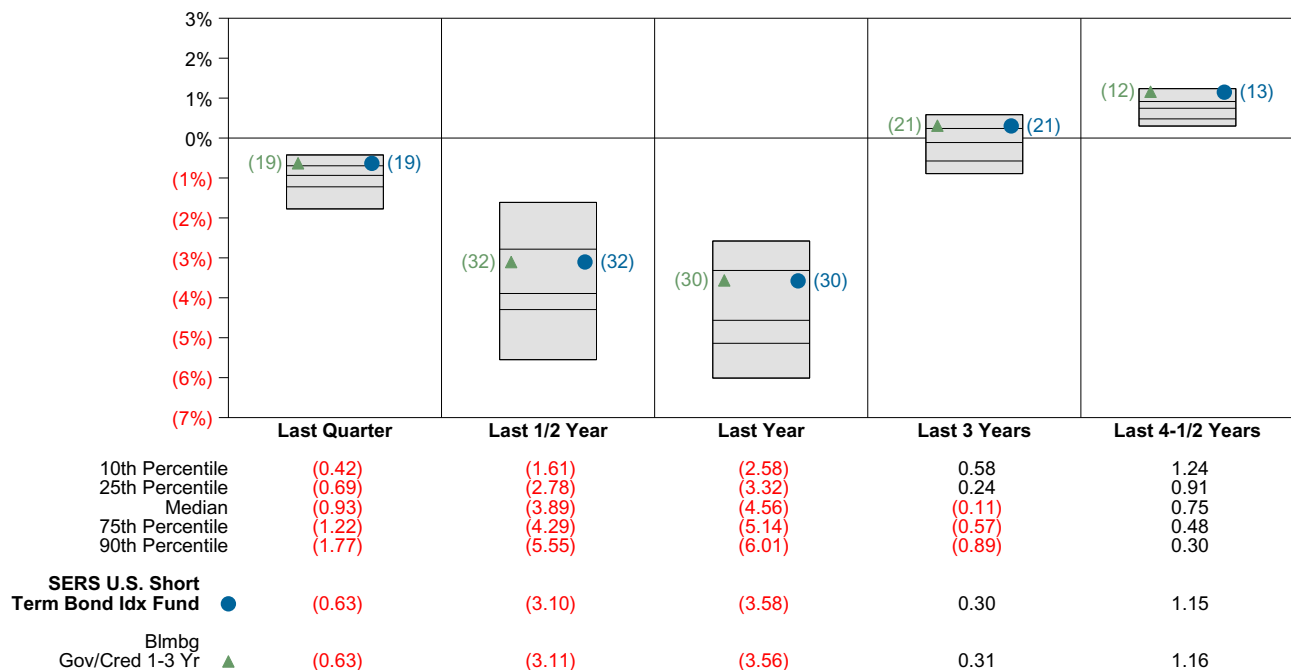 3%
2%
1%
0%
(1%)
(2%)
(3%)
(4%)
(5%)
(6%)
(7%)
(19) (19)
(32) (32)
(30) (30)
(21) (21)
(12) (13)
Last Quarter Last 1/2 Year Last Year Last 3 Years Last 4-1/2 Years
10th Percentile (0.42) (1.61) (2.58) 0.58 1.24
25th Percentile (0.69) (2.78) (3.32) 0.24 0.91
Median (0.93) (3.89) (4.56) (0.11) 0.75
75th Percentile (1.22) (4.29) (5.14) (0.57) 0.48
90th Percentile (1.77) (5.55) (6.01) (0.89) 0.30
SERS U.S. Short
Term Bond Idx Fund (0.63) (3.10) (3.58) 0.30 1.15
Blmbg
Gov/Cred 1-3 Yr (0.63) (3.11) (3.56) 0.31 1.16